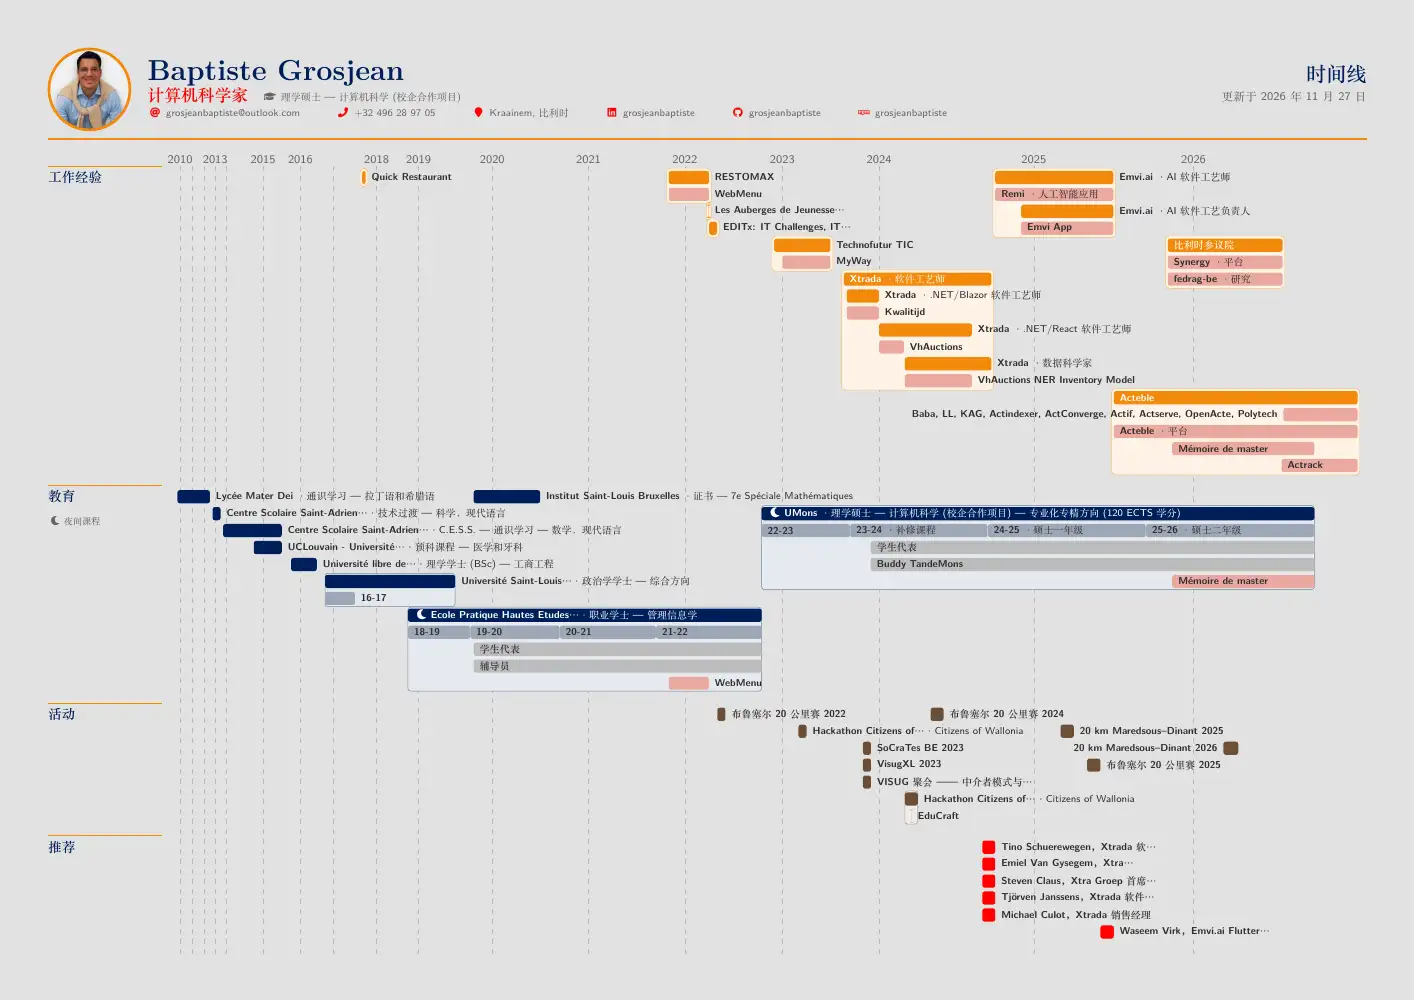 Baptiste Grosjean
时间线
计算机科学家 理学硕士 — 计算机科学 (校企合作项目)
更新于 2026 年 11 月 27 日
grosjeanbaptiste@outlook.com +32 496 28 97 05 Kraainem, 比利时 grosjeanbaptiste grosjeanbaptiste grosjeanbaptiste
2010 2013 2015 2016 2018 2019 2020 2021 2022 2023 2024 2025 2026
工作经验
Quick Restaurant
RESTOMAX
Emvi.ai · AI 软件工艺师
WebMenu
Remi · 人工智能应用
Les Auberges de Jeunesse…
Emvi.ai · AI 软件工艺负责人
EDITx: IT Challenges, IT…
Emvi App
Technofutur TIC
比利时参议院
MyWay
Synergy · 平台
Xtrada · 软件工艺师
fedrag-be · 研究
Xtrada · .NET/Blazor 软件工艺师
Kwalitijd
Xtrada · .NET/React 软件工艺师
VhAuctions
Xtrada · 数据科学家
VhAuctions NER Inventory Model
Acteble
Baba, LL, KAG, Actindexer, ActConverge, Actif, Actserve, OpenActe, Polytech
Acteble · 平台
Mémoire de master
Actrack
教育
夜间课程
Lycée Mater Dei · 通识学习 — 拉丁语和希腊语
Institut Saint-Louis Bruxelles · 证书 — 7e Spéciale Mathématiques
Centre Scolaire Saint-Adrien… · 技术过渡 — 科学、现代语言
UMons · 理学硕士 — 计算机科学 (校企合作项目) — 专业化专精方向 (120 ECTS 学分)
Centre Scolaire Saint-Adrien… · C.E.S.S. — 通识学习 — 数学、现代语言
22-23 23-24 · 补修课程 24-25 · 硕士一年级 25-26 · 硕士二年级
UCLouvain - Université… · 预科课程 — 医学和牙科
学生代表
Université libre de… · 理学学士 (BSc) — 工商工程
Buddy TandeMons
Université Saint-Louis… · 政治学学士 — 综合方向
Mémoire de master
16-17
Ecole Pratique Hautes Etudes… · 职业学士 — 管理信息学
18-19 19-20 20-21 21-22
学生代表
辅导员
WebMenu
活动
布鲁塞尔 20 公里赛 2022
布鲁塞尔 20 公里赛 2024
Hackathon Citizens of… · Citizens of Wallonia
20 km Maredsous–Dinant 2025
SoCraTes BE 2023
20 km Maredsous–Dinant 2026
VisugXL 2023
布鲁塞尔 20 公里赛 2025
VISUG 聚会 —— 中介者模式与…
Hackathon Citizens of… · Citizens of Wallonia
EduCraft
推荐
Tino Schuerewegen，Xtrada 软…
Emiel Van Gysegem，Xtra…
Steven Claus，Xtra Groep 首席…
Tjörven Janssens，Xtrada 软件…
Michael Culot，Xtrada 销售经理
Waseem Virk，Emvi.ai Flutter…